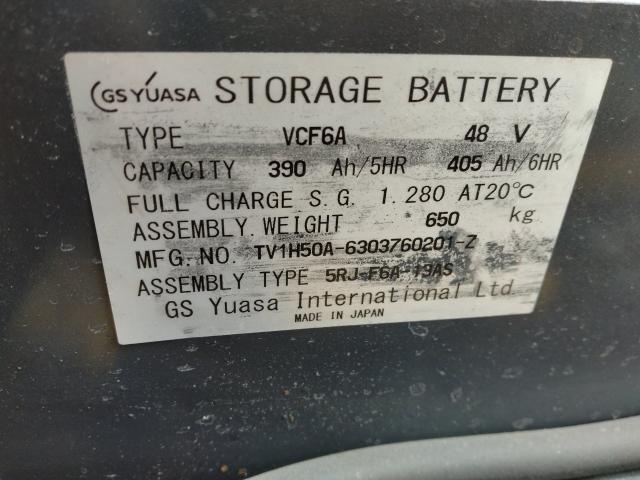 GS YUASA STORAGE BATTERY
TYPE VCF6A 48 V
CAPACITY 390 Ah/5HR 405 Ah/6HR
FULL CHARGE S.G. 1.280 AT20°C
ASSEMBLY WEIGHT 650 kg
MFG.NO. TV1H50A-6303760201-Z
ASSEMBLY TYPE 5RJ-F6A-19AS
GS Yuasa International Ltd.
MADE IN JAPAN